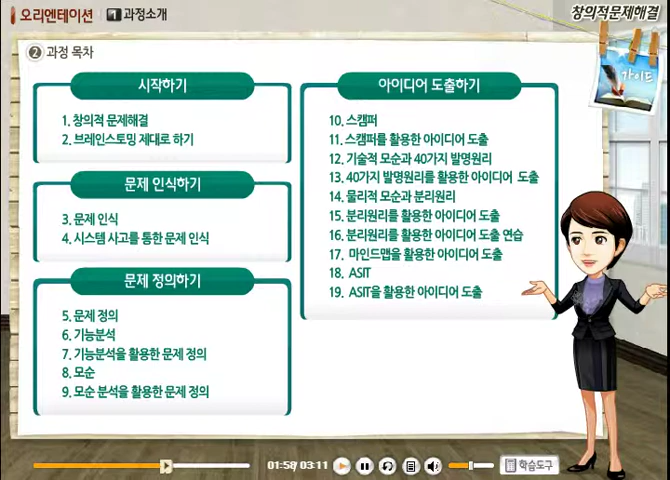 오리엔테이션 1 과정소개
창의적문제해결
가이드
2 과정 목차
시작하기
1. 창의적 문제해결
2. 브레인스토밍 제대로 하기
문제 인식하기
3. 문제 인식
4. 시스템 사고를 통한 문제 인식
문제 정의하기
5. 문제 정의
6. 기능분석
7. 기능분석을 활용한 문제 정의
8. 모순
9. 모순 분석을 활용한 문제 정의
아이디어 도출하기
10. 스캠퍼
11. 스캠퍼를 활용한 아이디어 도출
12. 기술적 모순과 40가지 발명원리
13. 40가지 발명원리를 활용한 아이디어 도출
14. 물리적 모순과 분리원리
15. 분리원리를 활용한 아이디어 도출
16. 분리원리를 활용한 아이디어 도출 연습
17. 마인드맵을 활용한 아이디어 도출
18. ASIT
19. ASIT을 활용한 아이디어 도출
01:58/03:11
학습도구